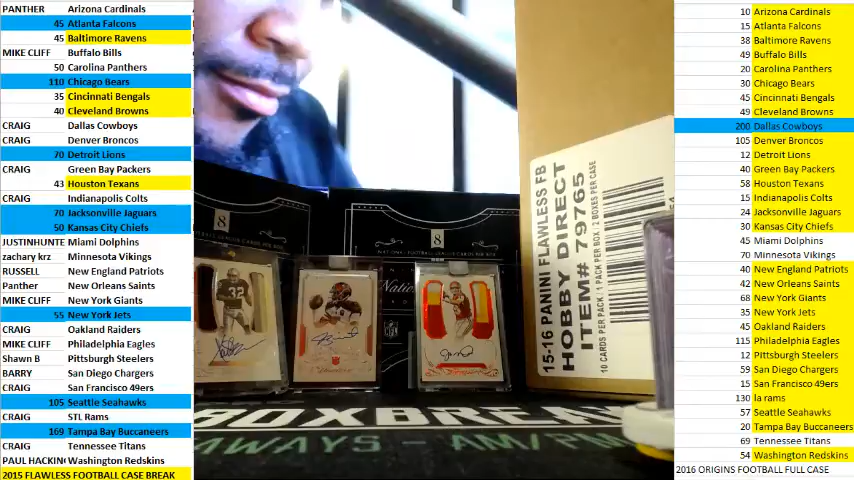 PANTHER Arizona Cardinals
45 Atlanta Falcons
45 Baltimore Ravens
MIKE CLIFF Buffalo Bills
50 Carolina Panthers
110 Chicago Bears
35 Cincinnati Bengals
40 Cleveland Browns
CRAIG Dallas Cowboys
CRAIG Denver Broncos
70 Detroit Lions
CRAIG Green Bay Packers
43 Houston Texans
CRAIG Indianapolis Colts
70 Jacksonville Jaguars
50 Kansas City Chiefs
JUSTINHUNTE Miami Dolphins
zachary krz Minnesota Vikings
RUSSELL New England Patriots
Panther New Orleans Saints
MIKE CLIFF New York Giants
55 New York Jets
CRAIG Oakland Raiders
MIKE CLIFF Philadelphia Eagles
Shawn B Pittsburgh Steelers
BARRY San Diego Chargers
CRAIG San Francisco 49ers
105 Seattle Seahawks
CRAIG STL Rams
169 Tampa Bay Buccaneers
CRAIG Tennessee Titans
PAUL HACKIN Washington Redskins
2015 FLAWLESS FOOTBALL CASE BREAK
8
8
NFL
15-16 PANINI FLAWLESS FB
HOBBY DIRECT
ITEM# 79765
10 CARDS PER PACK / 1 PACK PER BOX / 2 BOXES PER CASE
BOXBREA
AWAYS - AM/FM
10 Arizona Cardinals
15 Atlanta Falcons
38 Baltimore Ravens
49 Buffalo Bills
20 Carolina Panthers
30 Chicago Bears
45 Cincinnati Bengals
49 Cleveland Browns
200 Dallas Cowboys
105 Denver Broncos
12 Detroit Lions
40 Green Bay Packers
58 Houston Texans
15 Indianapolis Colts
24 Jacksonville Jaguars
30 Kansas City Chiefs
45 Miami Dolphins
70 Minnesota Vikings
40 New England Patriots
42 New Orleans Saints
68 New York Giants
35 New York Jets
45 Oakland Raiders
115 Philadelphia Eagles
12 Pittsburgh Steelers
59 San Diego Chargers
15 San Francisco 49ers
130 la rams
57 Seattle Seahawks
20 Tampa Bay Buccaneers
69 Tennessee Titans
54 Washington Redskins
2016 ORIGINS FOOTBALL FULL CASE